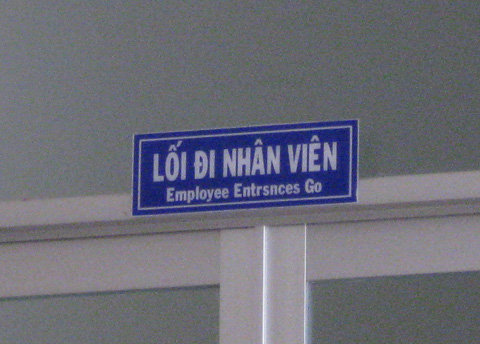 LỐI ĐI NHÂN VIÊN
Employee Entrsnces Go